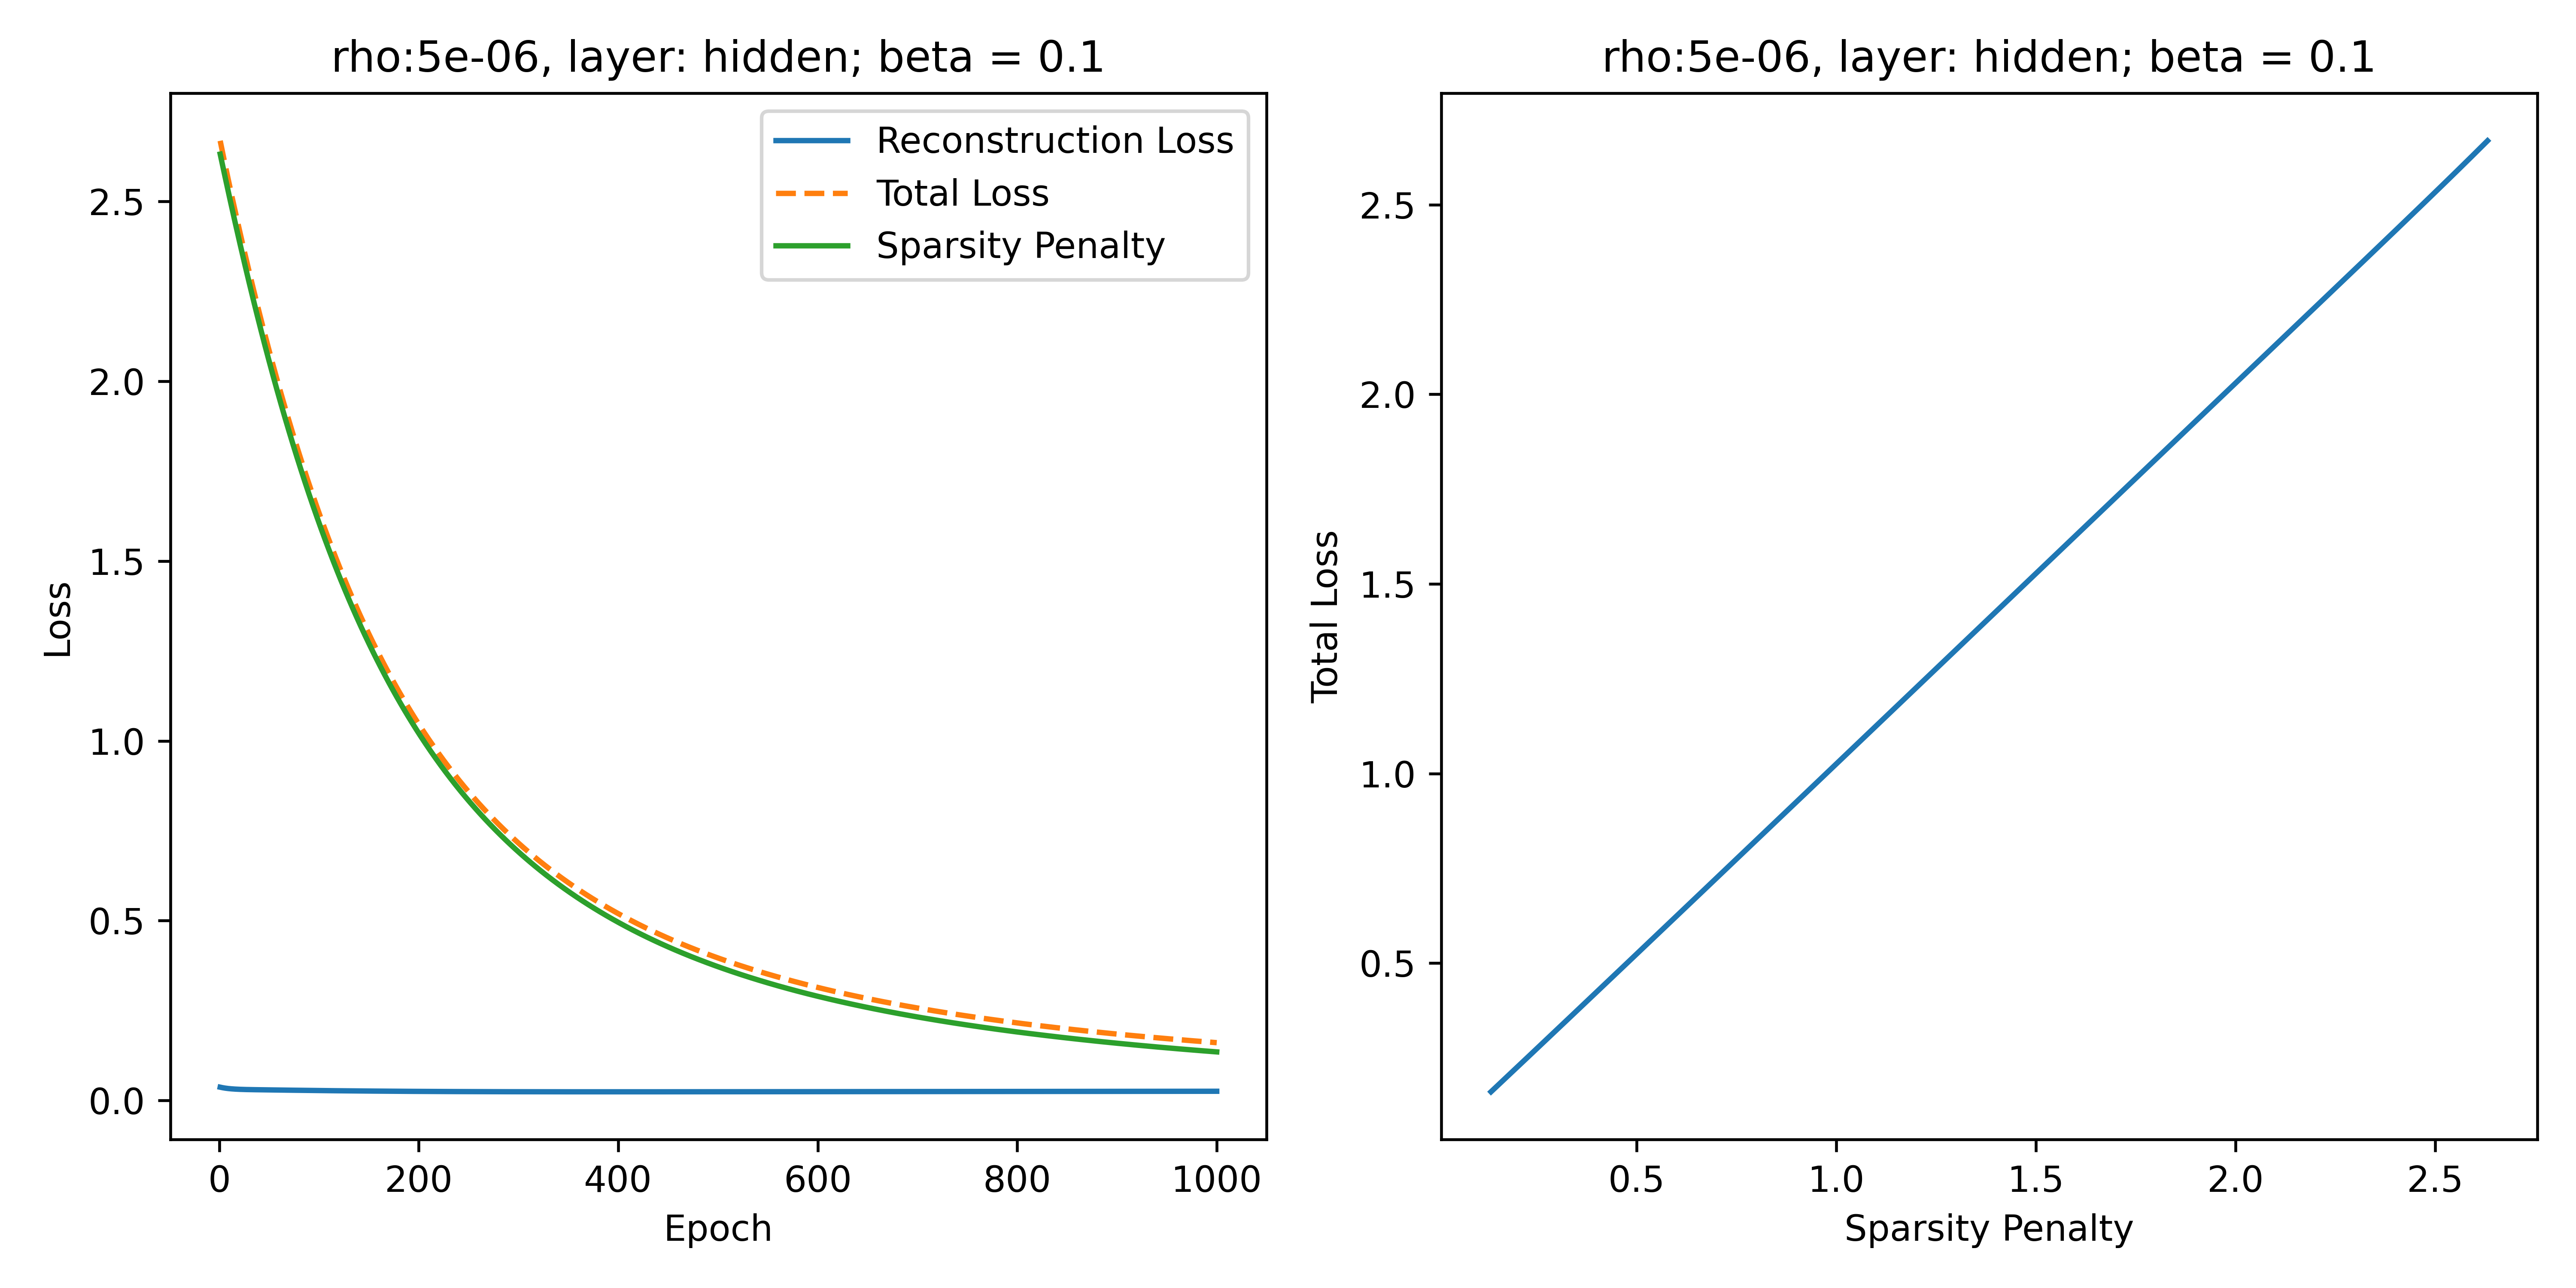 rho:5e-06, layer: hidden; beta = 0.1
Reconstruction Loss
Total Loss
Sparsity Penalty
Loss
2.5
2.0
1.5
1.0
0.5
0.0
0 200 400 600 800 1000
Epoch
rho:5e-06, layer: hidden; beta = 0.1
Total Loss
2.5
2.0
1.5
1.0
0.5
0.5 1.0 1.5 2.0 2.5
Sparsity Penalty